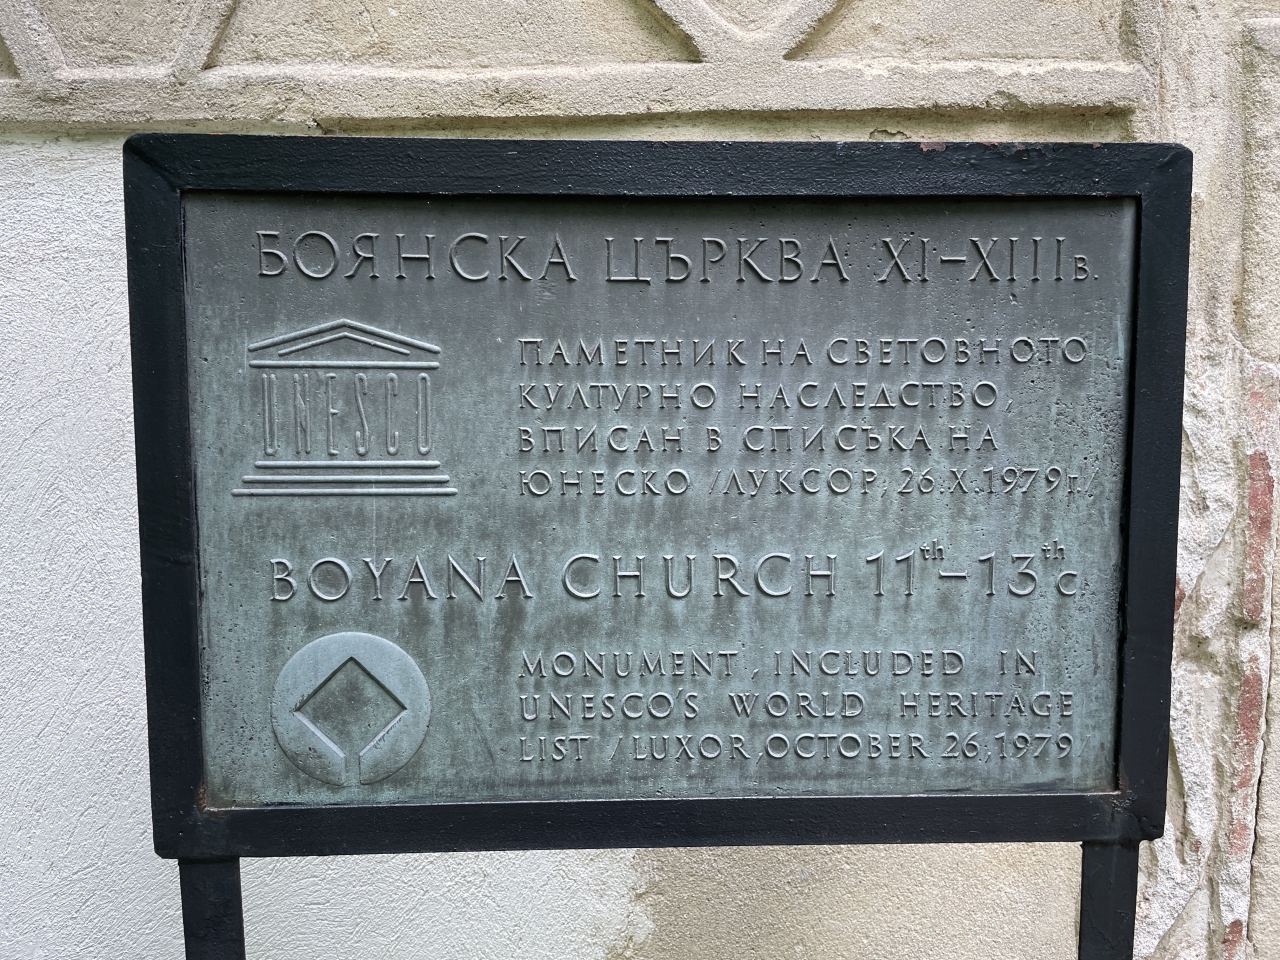 БОЯНСКА ЦЪРКВА XI–XIII в.
UNESCO
ПАМЕТНИК НА СВЕТОВНОТО
КУЛТУРНО НАСЛЕДСТВО,
ВПИСАН В СПИСЪКА НА
ЮНЕСКО /ЛУКСОР, 26.X.1979 г./
BOYANA CHURCH 11th–13th c.
MONUMENT, INCLUDED IN
UNESCO'S WORLD HERITAGE
LIST /LUXOR, OCTOBER 26, 1979/